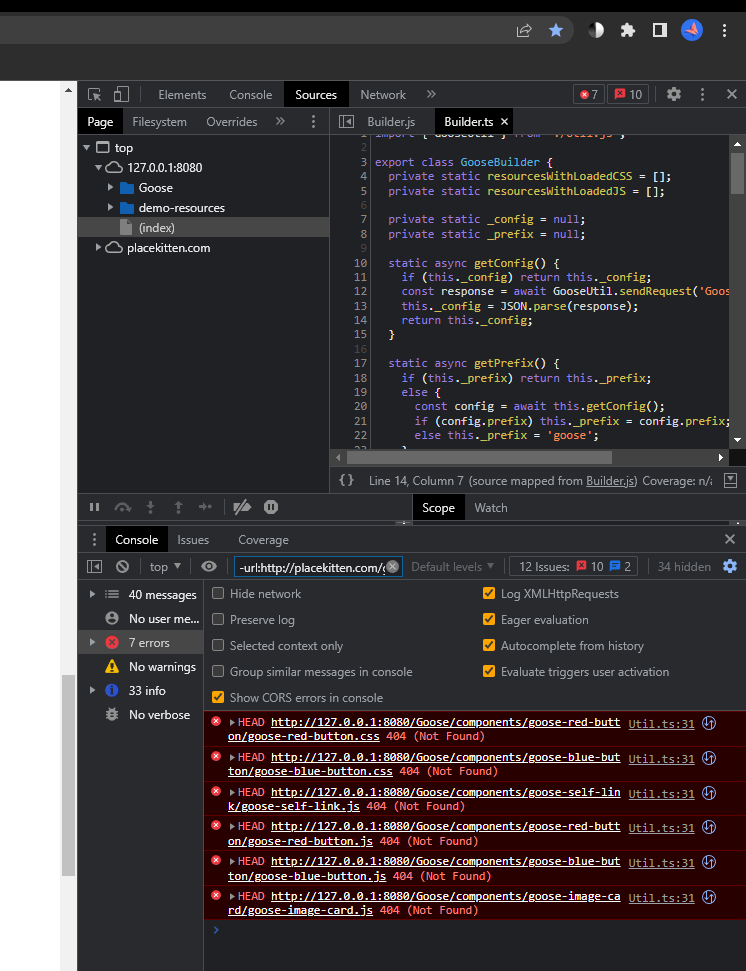 Elements Console Sources Network » 7 10
Page Filesystem Overrides » Builder.js Builder.ts ×
top
127.0.0.1:8080
Goose
demo-resources
(index)
placekitten.com
1 import { GooseUtil } from './Util.js';
2
3 export class GooseBuilder {
4 private static resourcesWithLoadedCSS = [];
5 private static resourcesWithLoadedJS = [];
6
7 private static _config = null;
8 private static _prefix = null;
9
10 static async getConfig() {
11 if (this._config) return this._config;
12 const response = await GooseUtil.sendRequest('Goos
13 this._config = JSON.parse(response);
14 return this._config;
15 }
16
17 static async getPrefix() {
18 if (this._prefix) return this._prefix;
19 else {
20 const config = await this.getConfig();
21 if (config.prefix) this._prefix = config.prefix;
22 else this._prefix = 'goose';
23 }
{} Line 14, Column 7 (source mapped from Builder.js) Coverage: n/a
Scope Watch
Console Issues Coverage
top ▼ -url:http://placekitten.com/g Default levels ▼ 12 Issues: 10 2 34 hidden
40 messages
No user me...
7 errors
No warnings
33 info
No verbose
Hide network Log XMLHttpRequests
Preserve log Eager evaluation
Selected context only Autocomplete from history
Group similar messages in console Evaluate triggers user activation
Show CORS errors in console
HEAD http://127.0.0.1:8080/Goose/components/goose-red-butt Util.ts:31
on/goose-red-button.css 404 (Not Found)
HEAD http://127.0.0.1:8080/Goose/components/goose-blue-but Util.ts:31
ton/goose-blue-button.css 404 (Not Found)
HEAD http://127.0.0.1:8080/Goose/components/goose-self-lin Util.ts:31
k/goose-self-link.js 404 (Not Found)
HEAD http://127.0.0.1:8080/Goose/components/goose-red-butt Util.ts:31
on/goose-red-button.js 404 (Not Found)
HEAD http://127.0.0.1:8080/Goose/components/goose-blue-but Util.ts:31
ton/goose-blue-button.js 404 (Not Found)
HEAD http://127.0.0.1:8080/Goose/components/goose-image-ca Util.ts:31
rd/goose-image-card.js 404 (Not Found)